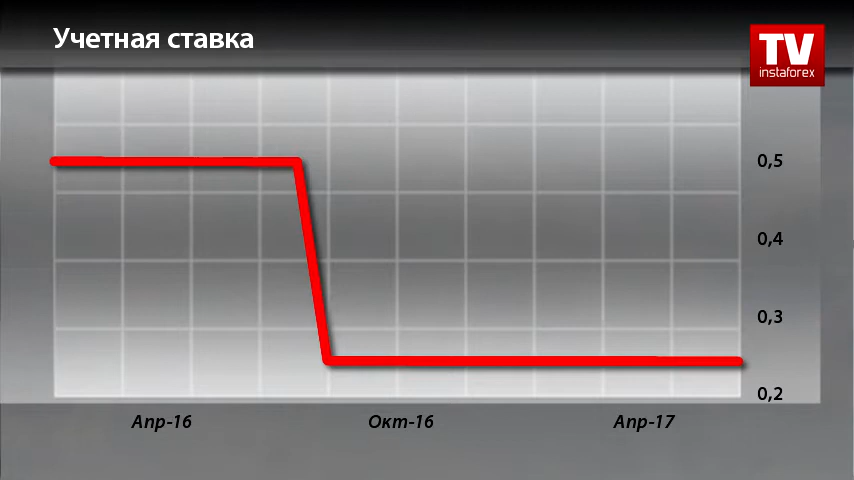 Учетная ставка
TV
instaforex
0,5
0,4
0,3
0,2
Апр-16
Окт-16
Апр-17